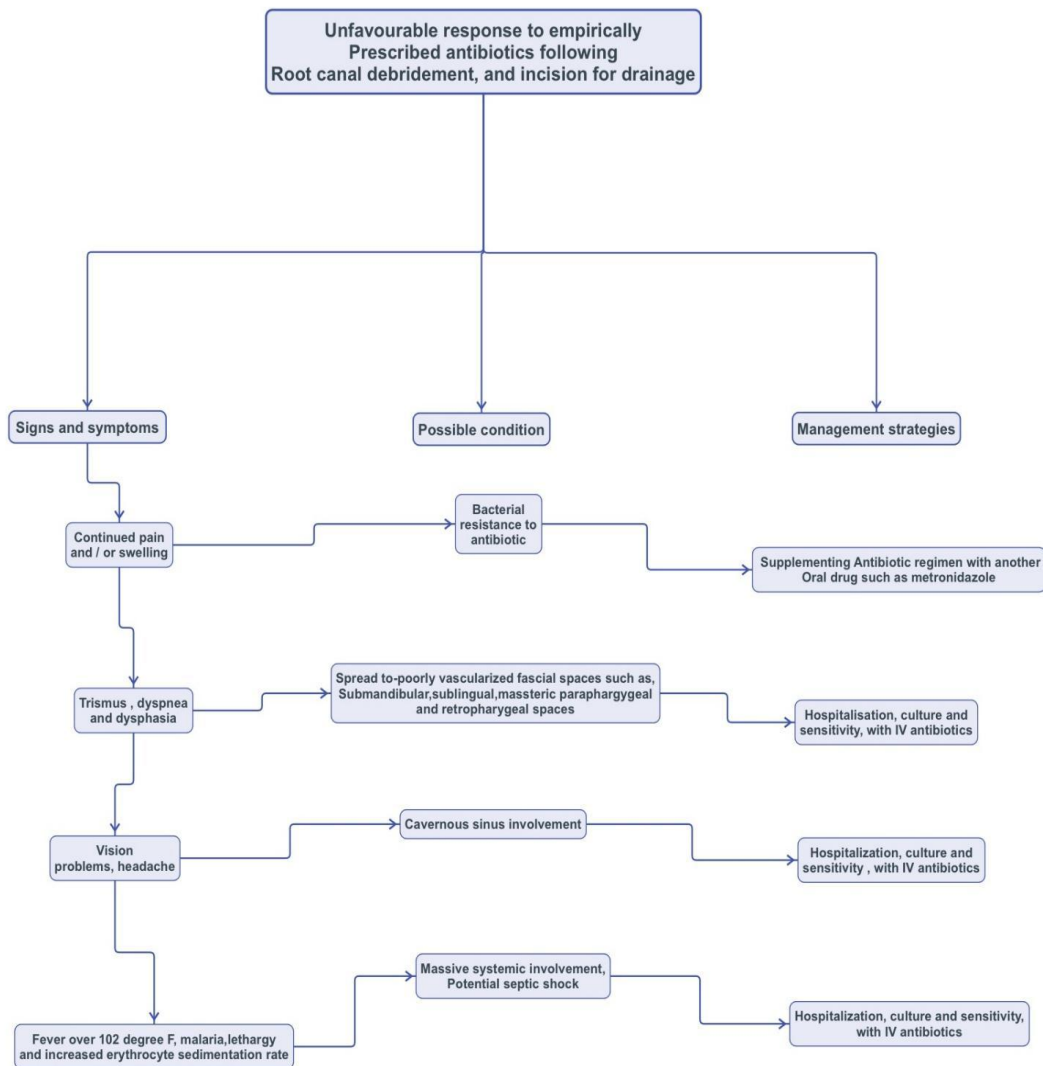 Unfavourable response to empirically
Prescribed antibiotics following
Root canal debridement, and incision for drainage
Signs and symptoms
Possible condition
Management strategies
Continued pain
and / or swelling
Bacterial
resistance to
antibiotic
Supplementing Antibiotic regimen with another
Oral drug such as metronidazole
Trismus , dyspnea
and dysphasia
Spread to-poorly vascularized fascial spaces such as,
Submandibular,sublingual,massteric paraphargygeal
and retropharygeal spaces
Hospitalisation, culture and
sensitivity, with IV antibiotics
Vision
problems, headache
Cavernous sinus involvement
Hospitalization, culture and
sensitivity , with IV antibiotics
Fever over 102 degree F, malaria,lethargy
and increased erythrocyte sedimentation rate
Massive systemic involvement,
Potential septic shock
Hospitalization, culture and sensitivity,
with IV antibiotics